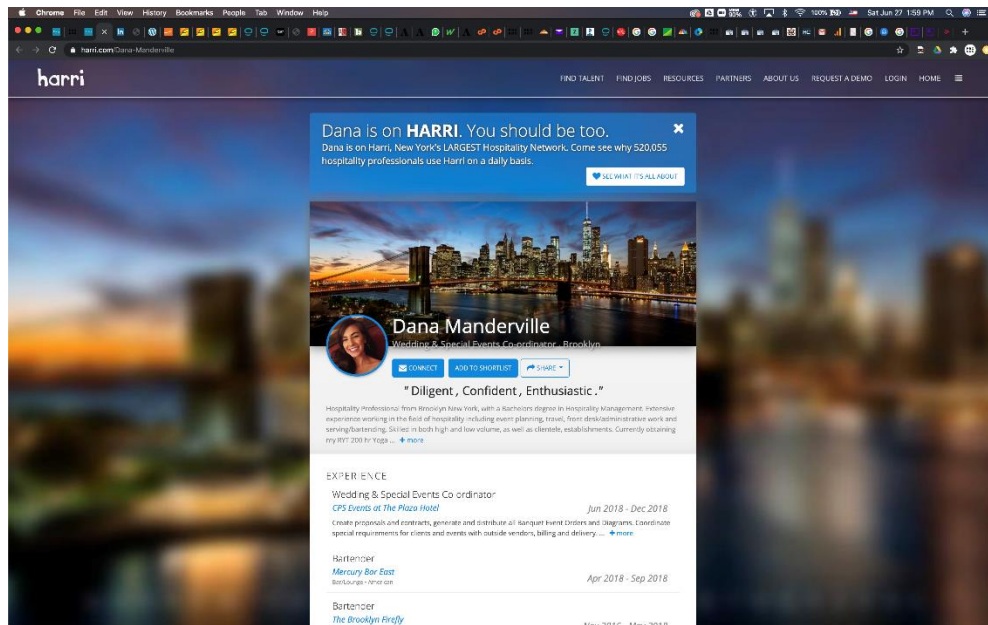 Chrome File Edit View History Bookmarks People Tab Window Help
100% Sat Jun 27 1:59 PM
harri.com/Dana-Manderville
harri
FIND TALENT FIND JOBS RESOURCES PARTNERS ABOUT US REQUEST A DEMO LOGIN HOME
Dana is on HARRI. You should be too.
Dana is on Harri, New York's LARGEST Hospitality Network. Come see why 520,055
hospitality professionals use Harri on a daily basis.
SEE WHAT IT'S ALL ABOUT
Dana Manderville
Wedding & Special Events Co-ordinator . Brooklyn
CONNECT ADD TO SHORTLIST SHARE
" Diligent , Confident , Enthusiastic ."
Hospitality Professional from Brooklyn New York, with a Bachelors degree in Hospitality Management. Extensive
experience working in the field of hospitality including event planning, travel, front desk/administrative work and
serving/bartending. Skilled in both high and low volume, as well as clientele, establishments. Currently obtaining
my RYT 200 hr Yoga ... + more
EXPERIENCE
Wedding & Special Events Co ordinator
CPS Events at The Plaza Hotel Jun 2018 - Dec 2018
Create proposals and contracts, generate and distribute all Banquet Event Orders and Diagrams. Coordinate
special requirements for clients and events with outside vendors, billing and delivery. ... + more
Bartender
Mercury Bar East Apr 2018 - Sep 2018
Bar/Lounge • American
Bartender
The Brooklyn Firefly Nov 2016 - May 2018